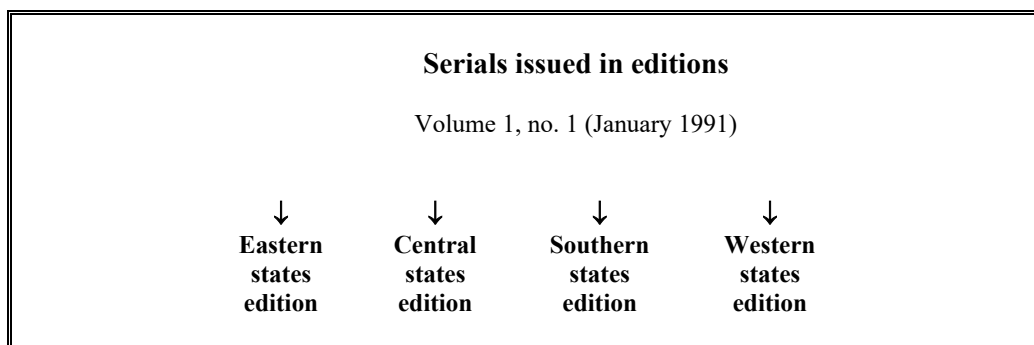 Serials issued in editions
Volume 1, no. 1 (January 1991)
↓ ↓ ↓ ↓
Eastern Central Southern Western
states states states states
edition edition edition edition